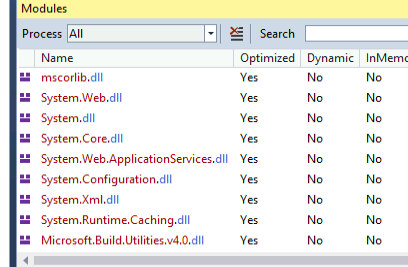 Modules
Process All Search
Name Optimized Dynamic InMemo
mscorlib.dll Yes No No
System.Web.dll Yes No No
System.dll Yes No No
System.Core.dll Yes No No
System.Web.ApplicationServices.dll Yes No No
System.Configuration.dll Yes No No
System.Xml.dll Yes No No
System.Runtime.Caching.dll Yes No No
Microsoft.Build.Utilities.v4.0.dll Yes No No